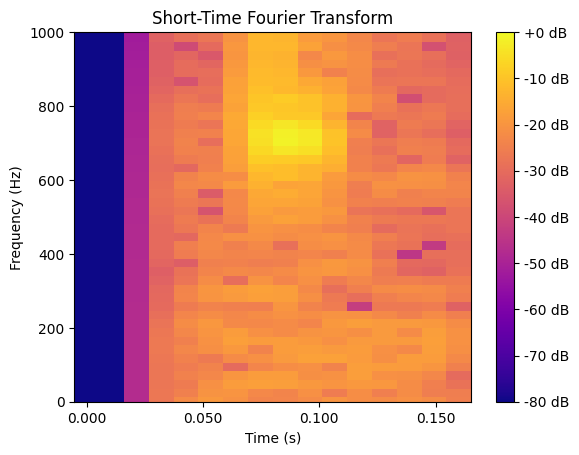 Short-Time Fourier Transform
1000
800
600
400
200
0
Frequency (Hz)
0.000
0.050
0.100
0.150
Time (s)
+0 dB
-10 dB
-20 dB
-30 dB
-40 dB
-50 dB
-60 dB
-70 dB
-80 dB